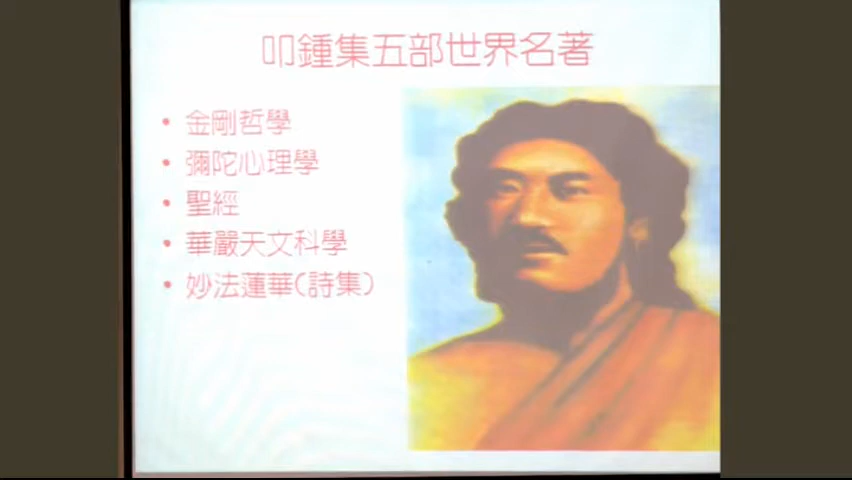 叩鍾集五部世界名著
• 金剛哲學
• 彌陀心理學
• 聖經
• 華嚴天文科學
• 妙法蓮華(詩集)